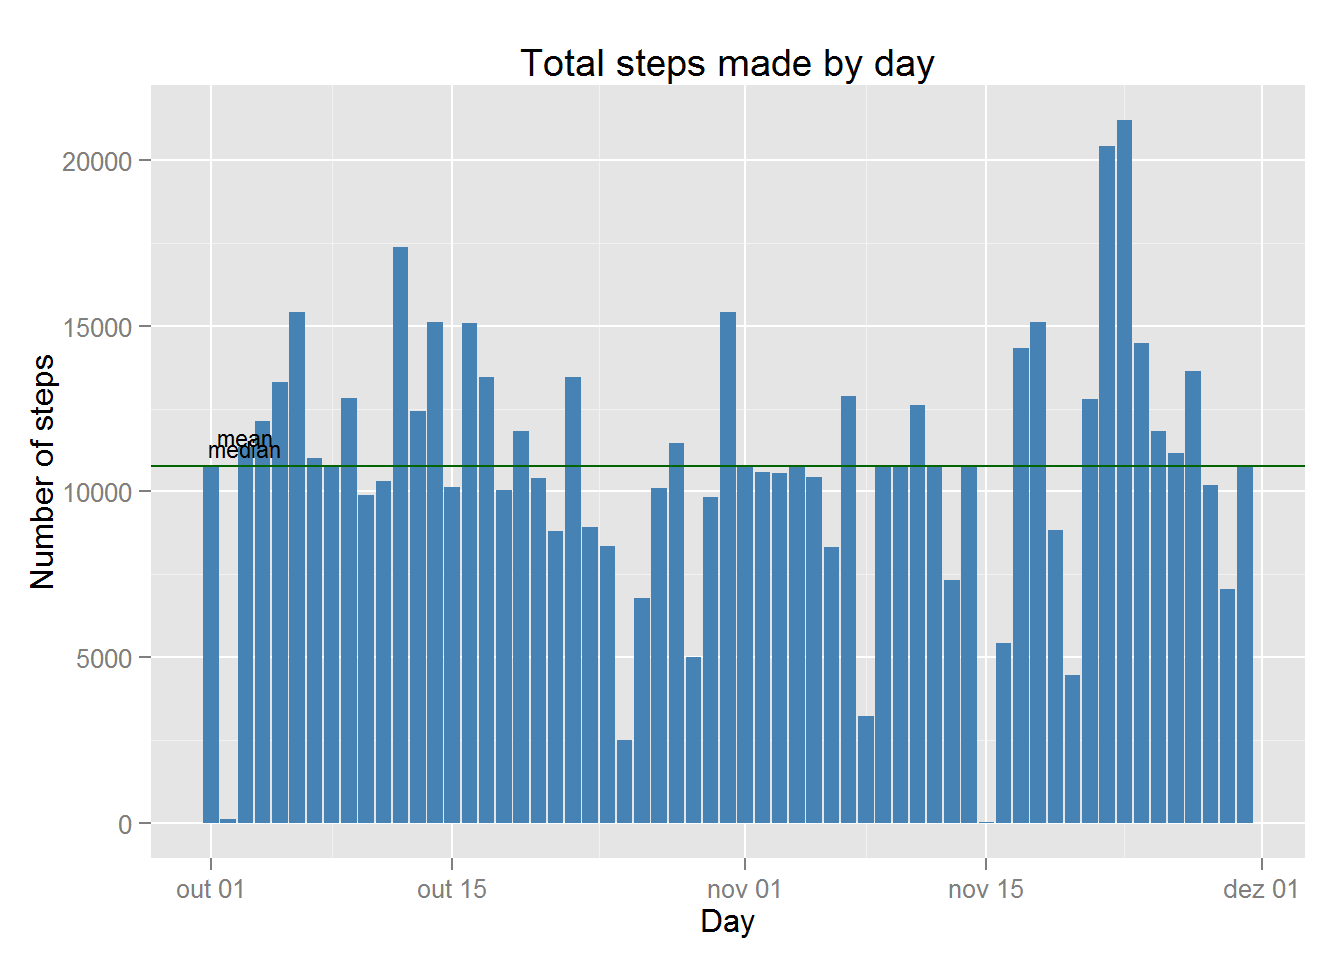 Total steps made by day
Number of steps
20000
15000
10000
5000
0
mean
median
out 01
out 15
nov 01
nov 15
dez 01
Day